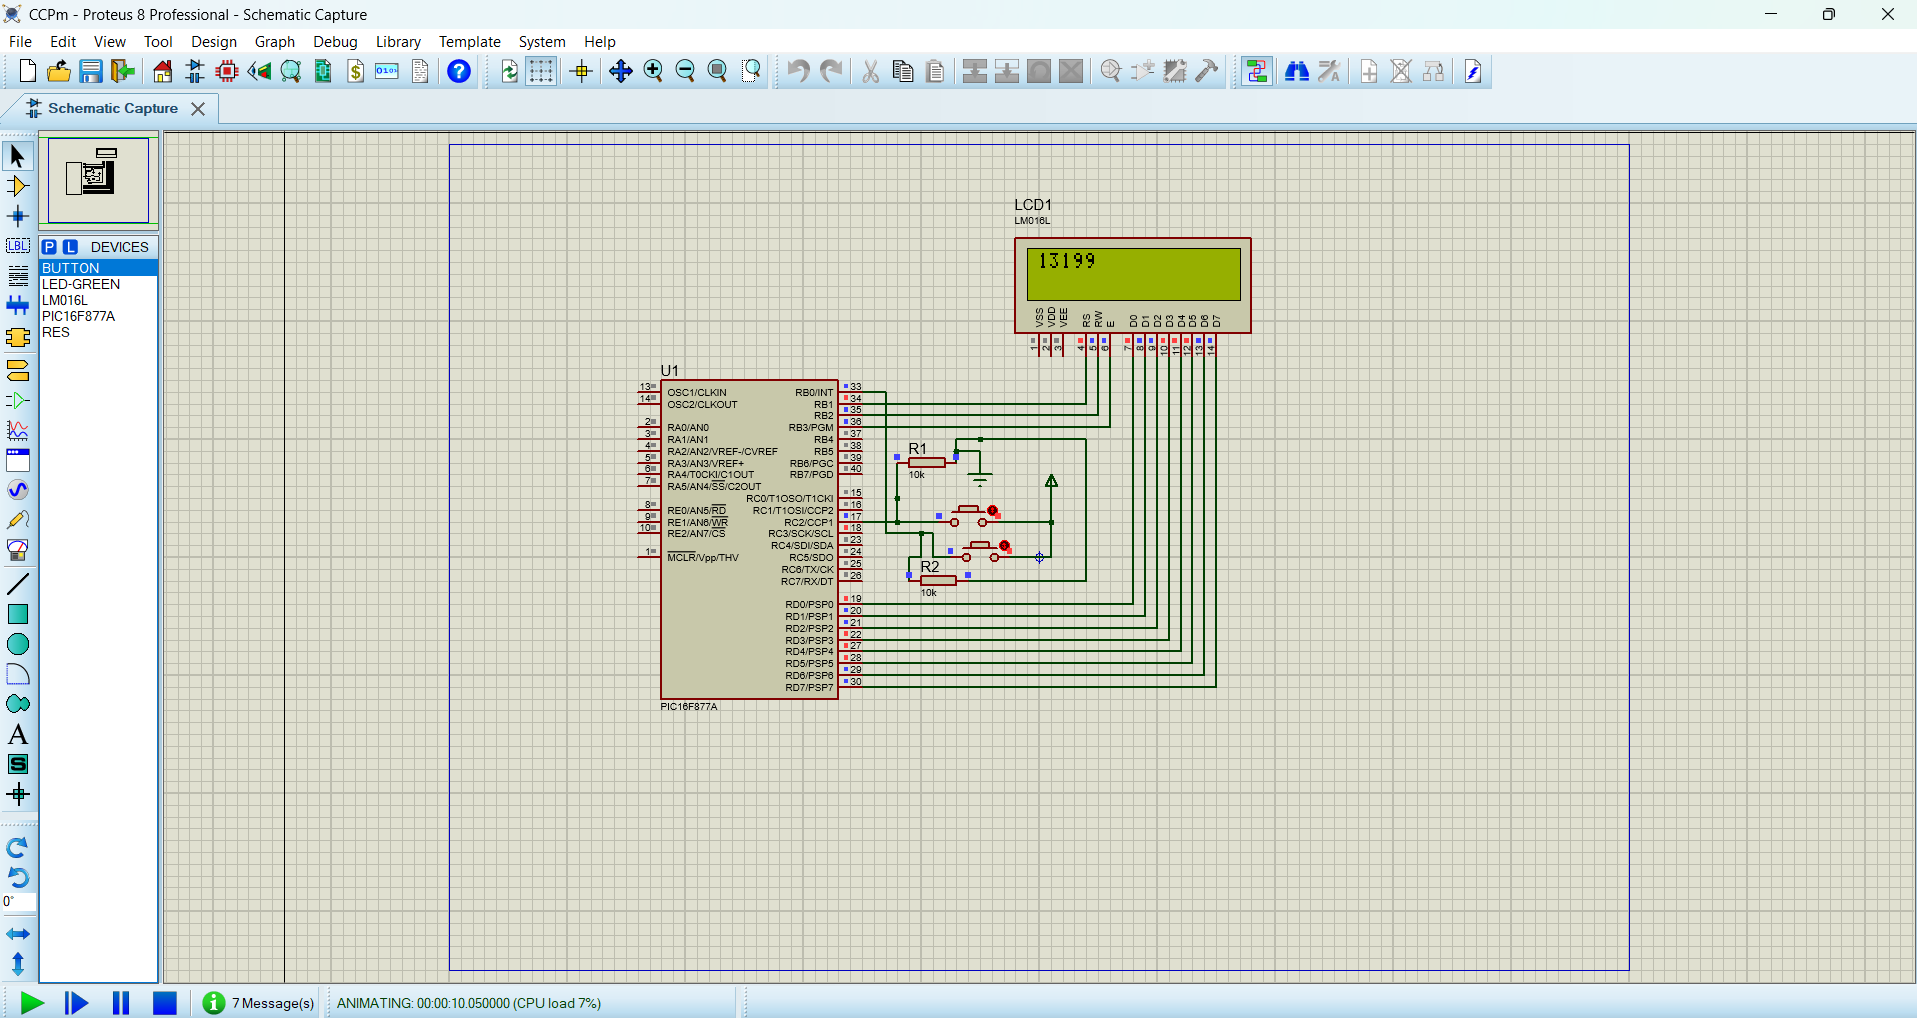 CCPm - Proteus 8 Professional - Schematic Capture
File Edit View Tool Design Graph Debug Library Template System Help
Schematic Capture
P L DEVICES
BUTTON
LED-GREEN
LM016L
PIC16F877A
RES
LBL
A
S
0°
LCD1
LM016L
13199
VSS VDD VEE RS RW E D0 D1 D2 D3 D4 D5 D6 D7
1 2 3 4 5 6 7 8 9 10 11 12 13 14
U1
13 OSC1/CLKIN RB0/INT 33
14 OSC2/CLKOUT RB1 34
RB2 35
2 RA0/AN0 RB3/PGM 36
3 RA1/AN1 RB4 37
4 RA2/AN2/VREF-/CVREF RB5 38
5 RA3/AN3/VREF+ RB6/PGC 39
6 RA4/T0CKI/C1OUT RB7/PGD 40
7 RA5/AN4/SS/C2OUT
RC0/T1OSO/T1CKI 15
8 RE0/AN5/RD RC1/T1OSI/CCP2 16
9 RE1/AN6/WR RC2/CCP1 17
10 RE2/AN7/CS RC3/SCK/SCL 18
RC4/SDI/SDA 23
1 MCLR/Vpp/THV RC5/SDO 24
RC6/TX/CK 25
RC7/RX/DT 26
RD0/PSP0 19
RD1/PSP1 20
RD2/PSP2 21
RD3/PSP3 22
RD4/PSP4 27
RD5/PSP5 28
RD6/PSP6 29
RD7/PSP7 30
PIC16F877A
R1
10k
R2
10k
7 Message(s)
ANIMATING: 00:00:10.050000 (CPU load 7%)